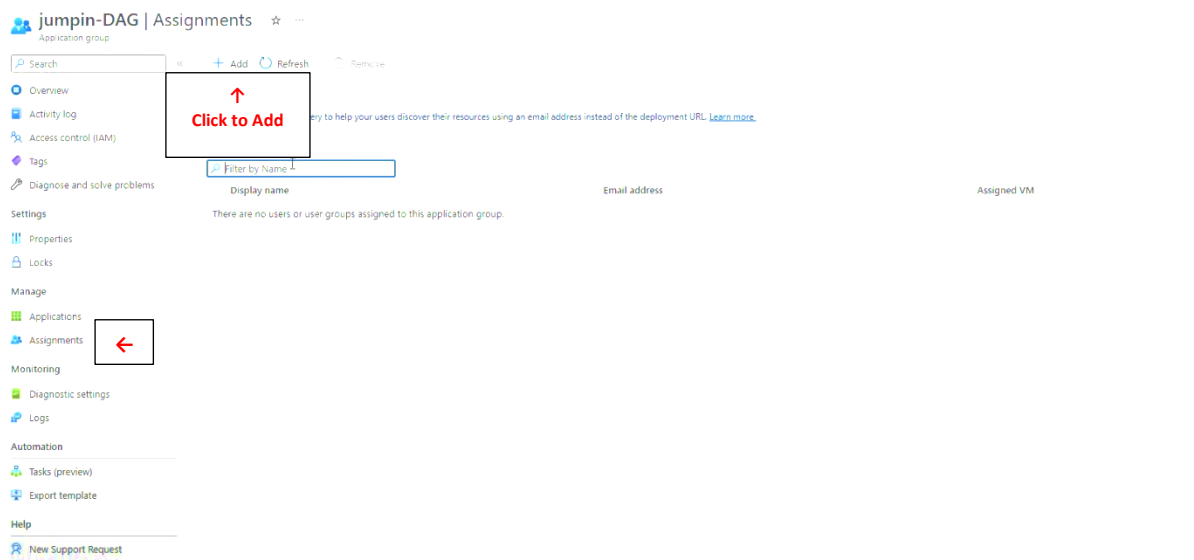 jumpin-DAG | Assignments
Application group
Search
Add Refresh Remove
↑
Click to Add
ery to help your users discover their resources using an email address instead of the deployment URL. Learn more
Filter by Name
Display name Email address Assigned VM
There are no users or user groups assigned to this application group.
Overview
Activity log
Access control (IAM)
Tags
Diagnose and solve problems
Settings
Properties
Locks
Manage
Applications
Assignments
←
Monitoring
Diagnostic settings
Logs
Automation
Tasks (preview)
Export template
Help
New Support Request